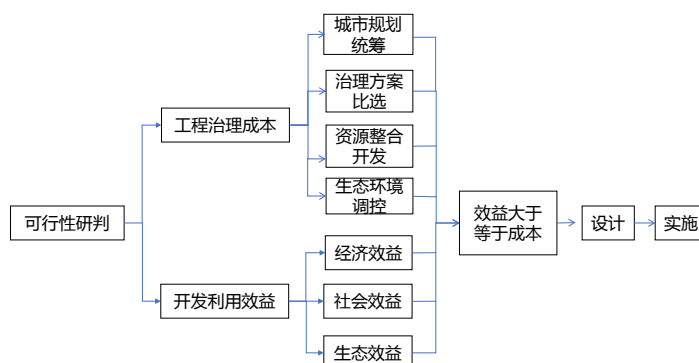 城市规划
统筹
治理方案
比选
工程治理成本
资源整合
开发
生态环境
调控
可行性研判
效益大于
等于成本
设计
实施
经济效益
开发利用效益
社会效益
生态效益